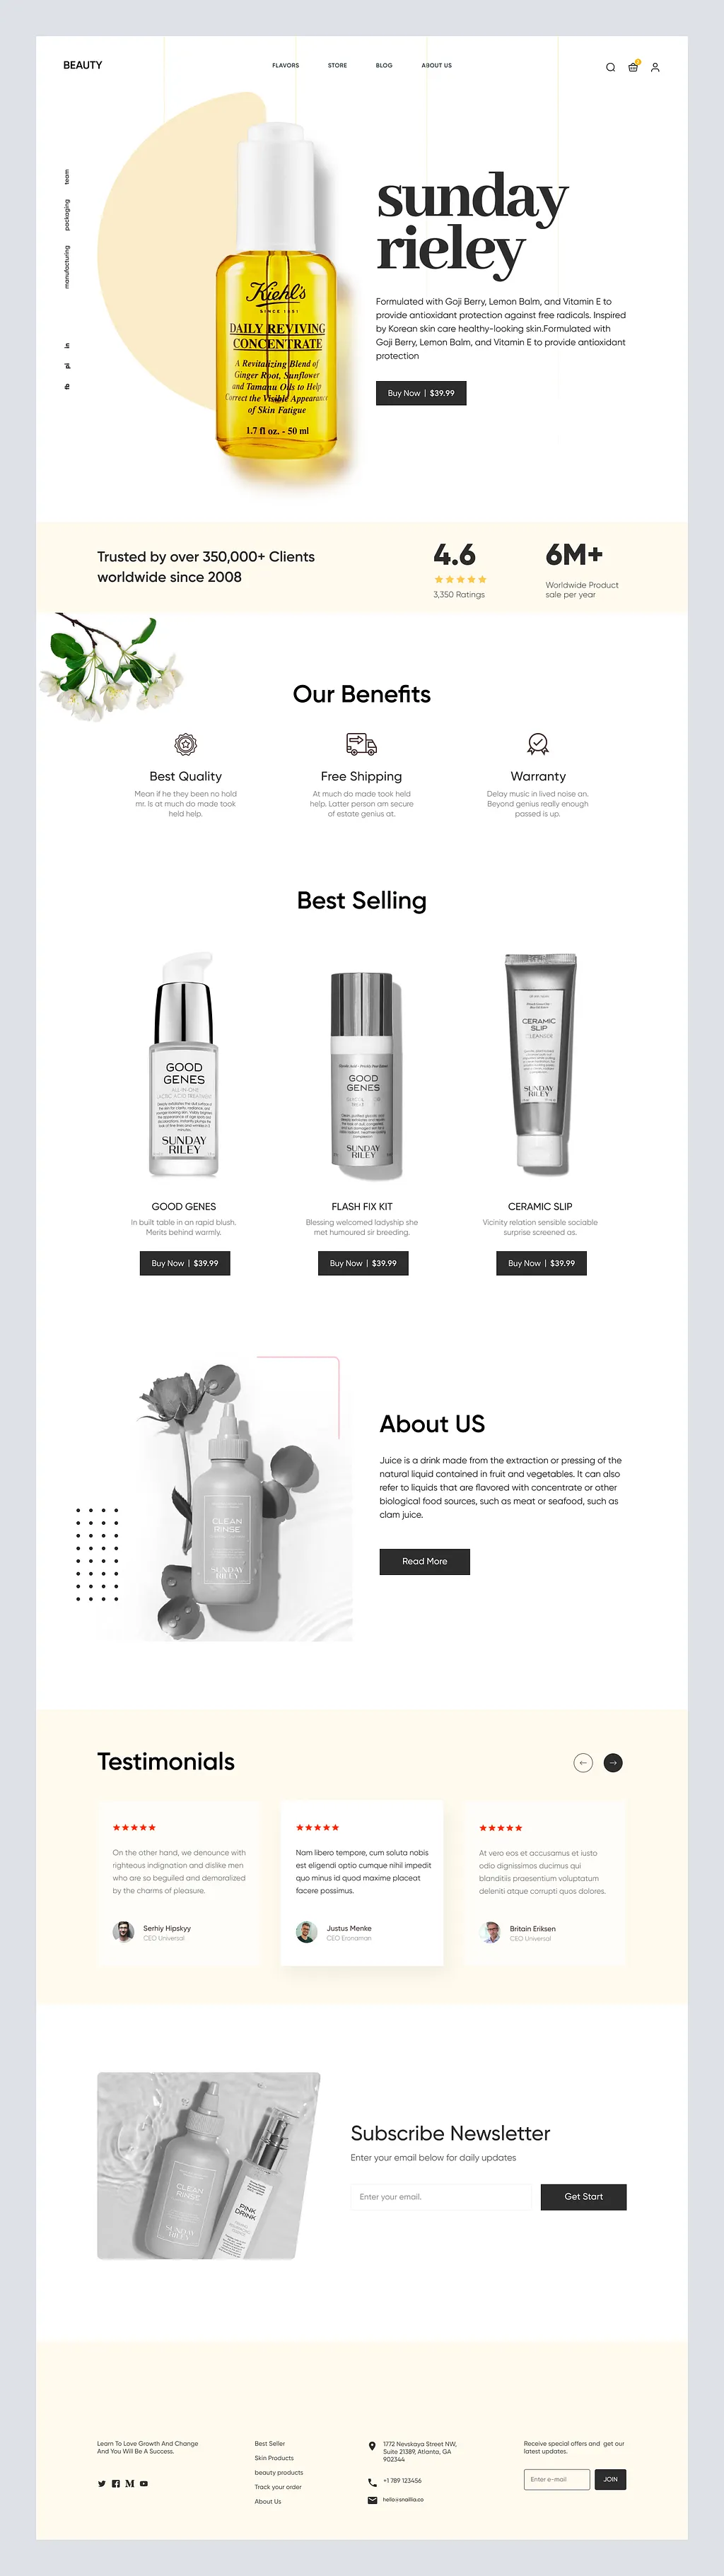 BEAUTY
FLAVORS
STORE
BLOG
ABOUT US
team
packaging
manufacturing
in
pi
fb
Kiehl's
SINCE 1851
DAILY REVIVING
CONCENTRATE
A Revitalizing Blend of
Ginger Root, Sunflower
and Tamanu Oils to Help
Correct the Visible Appearance
of Skin Fatigue
1.7 fl oz. - 50 ml
sunday
rieley
Formulated with Goji Berry, Lemon Balm, and Vitamin E to
provide antioxidant protection against free radicals. Inspired
by Korean skin care healthy-looking skin.Formulated with
Goji Berry, Lemon Balm, and Vitamin E to provide antioxidant
protection
Buy Now | $39.99
Trusted by over 350,000+ Clients
worldwide since 2008
4.6
3,350 Ratings
6M+
Worldwide Product
sale per year
Our Benefits
Best Quality
Mean if he they been no hold
mr. Is at much do made took
held help.
Free Shipping
At much do made took held
help. Latter person am secure
of estate genius at.
Warranty
Delay music in lived noise an.
Beyond genius really enough
passed is up.
Best Selling
GOOD
GENES
ALL-IN-ONE
LACTIC ACID TREATMENT
SUNDAY
RILEY
GOOD
GENES
SUNDAY
RILEY
CERAMIC
SLIP
CLEANSER
SUNDAY
RILEY
GOOD GENES
In built table in an rapid blush.
Merits behind warmly.
Buy Now | $39.99
FLASH FIX KIT
Blessing welcomed ladyship she
met humoured sir breeding.
Buy Now | $39.99
CERAMIC SLIP
Vicinity relation sensible sociable
surprise screened as.
Buy Now | $39.99
CLEAN
RINSE
SUNDAY
RILEY
About US
Juice is a drink made from the extraction or pressing of the
natural liquid contained in fruit and vegetables. It can also
refer to liquids that are flavored with concentrate or other
biological food sources, such as meat or seafood, such as
clam juice.
Read More
Testimonials
On the other hand, we denounce with
righteous indignation and dislike men
who are so beguiled and demoralized
by the charms of pleasure.
Serhiy Hipskyy
CEO Universal
Nam libero tempore, cum soluta nobis
est eligendi optio cumque nihil impedit
quo minus id quod maxime placeat
facere possimus.
Justus Menke
CEO Eronaman
At vero eos et accusamus et iusto
odio dignissimos ducimus qui
blanditiis praesentium voluptatum
deleniti atque corrupti quos dolores.
Britain Eriksen
CEO Universal
CLEAN
RINSE
SUNDAY
RILEY
PINK
DRINK
Subscribe Newsletter
Enter your email below for daily updates
Enter your email.
Get Start
Learn To Love Growth And Change
And You Will Be A Success.
Best Seller
Skin Products
beauty products
Track your order
About Us
1772 Nevskaya Street NW,
Suite 21389, Atlanta, GA
902344
+1 789 123456
hello@snailla.co
Receive special offers and get our
latest updates.
Enter e-mail
JOIN